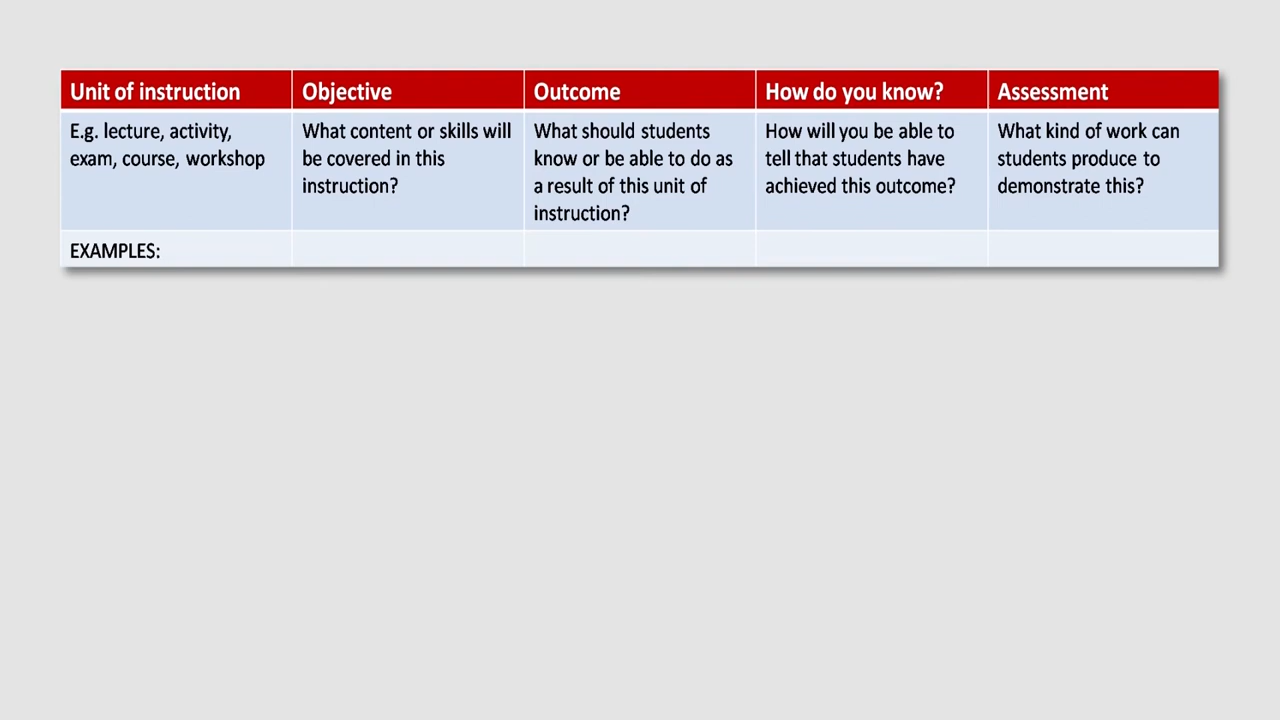 Unit of instruction
Objective
Outcome
How do you know?
Assessment
E.g. lecture, activity,
exam, course, workshop
What content or skills will
be covered in this
instruction?
What should students
know or be able to do as
a result of this unit of
instruction?
How will you be able to
tell that students have
achieved this outcome?
What kind of work can
students produce to
demonstrate this?
EXAMPLES: